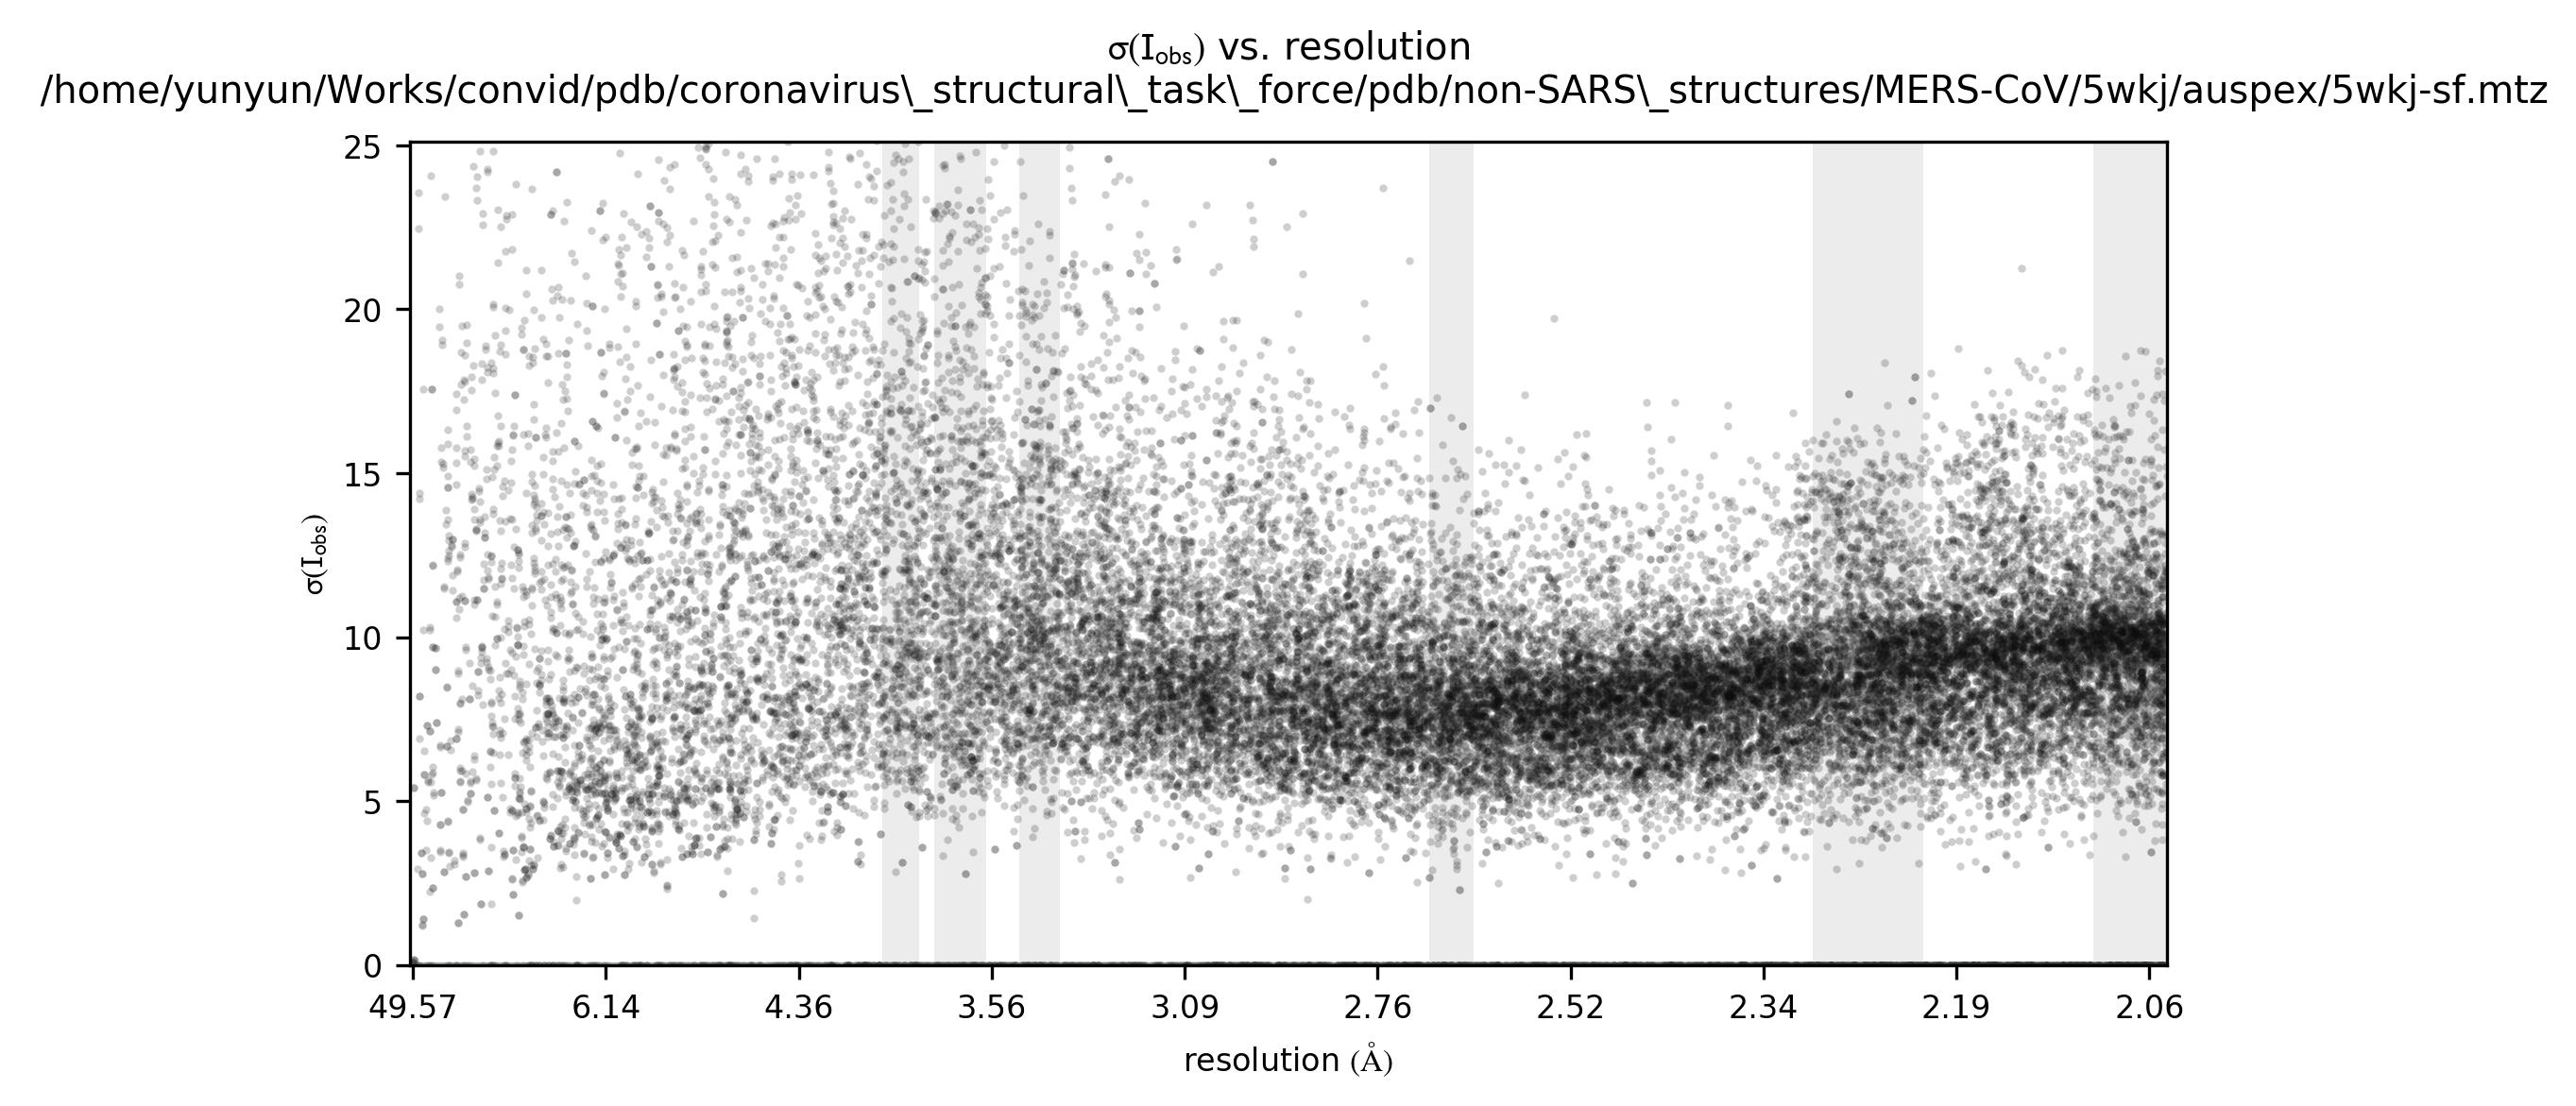 σ(I_obs) vs. resolution
/home/yunyun/Works/convid/pdb/coronavirus\_structural\_task\_force/pdb/non-SARS\_structures/MERS-CoV/5wkj/auspex/5wkj-sf.mtz
25
20
15
10
5
0
σ(I_obs)
49.57 6.14 4.36 3.56 3.09 2.76 2.52 2.34 2.19 2.06
resolution (Å)